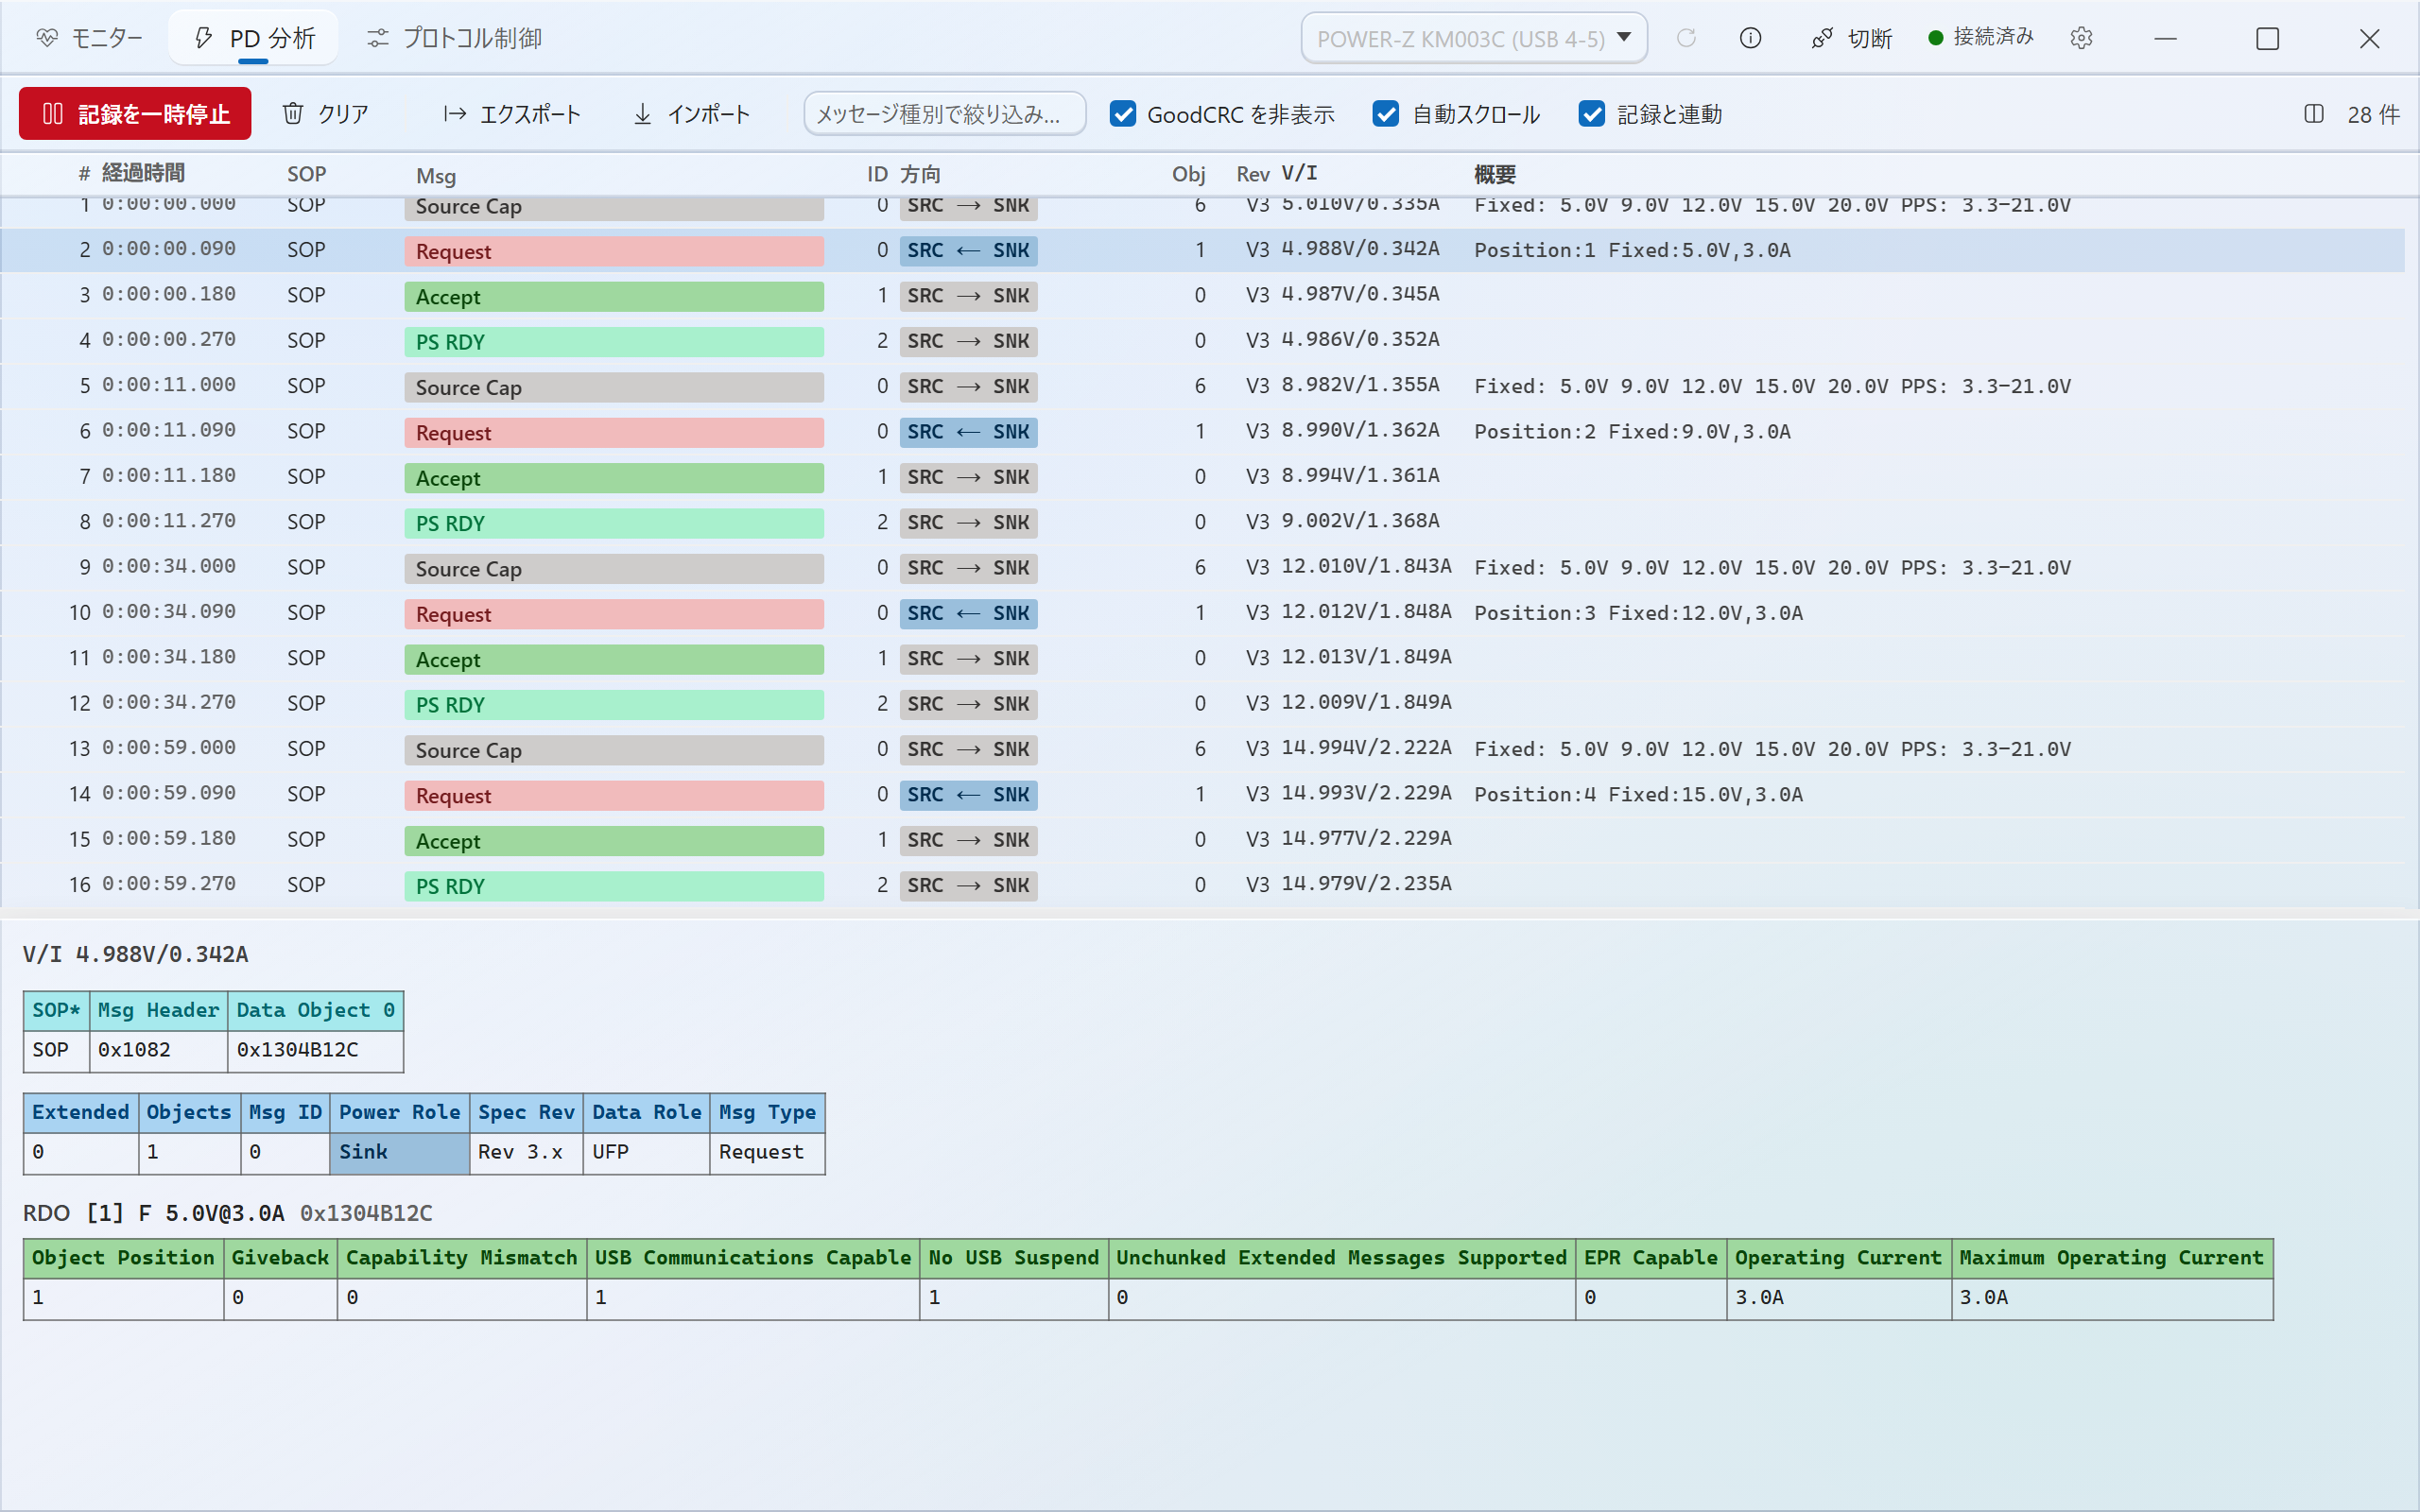 モニター PD 分析 プロトコル制御 POWER-Z KM003C (USB 4-5) 切断 接続済み
記録を一時停止 クリア エクスポート インポート メッセージ種別で絞り込み... GoodCRC を非表示 自動スクロール 記録と連動 28 件
# 経過時間 SOP Msg ID 方向 Obj Rev V/I 概要
1 0:00:00.000 SOP Source Cap 0 SRC → SNK 6 V3 5.010V/0.335A Fixed: 5.0V 9.0V 12.0V 15.0V 20.0V PPS: 3.3-21.0V
2 0:00:00.090 SOP Request 0 SRC ← SNK 1 V3 4.988V/0.342A Position:1 Fixed:5.0V,3.0A
3 0:00:00.180 SOP Accept 1 SRC → SNK 0 V3 4.987V/0.345A
4 0:00:00.270 SOP PS RDY 2 SRC → SNK 0 V3 4.986V/0.352A
5 0:00:11.000 SOP Source Cap 0 SRC → SNK 6 V3 8.982V/1.355A Fixed: 5.0V 9.0V 12.0V 15.0V 20.0V PPS: 3.3-21.0V
6 0:00:11.090 SOP Request 0 SRC ← SNK 1 V3 8.990V/1.362A Position:2 Fixed:9.0V,3.0A
7 0:00:11.180 SOP Accept 1 SRC → SNK 0 V3 8.994V/1.361A
8 0:00:11.270 SOP PS RDY 2 SRC → SNK 0 V3 9.002V/1.368A
9 0:00:34.000 SOP Source Cap 0 SRC → SNK 6 V3 12.010V/1.843A Fixed: 5.0V 9.0V 12.0V 15.0V 20.0V PPS: 3.3-21.0V
10 0:00:34.090 SOP Request 0 SRC ← SNK 1 V3 12.012V/1.848A Position:3 Fixed:12.0V,3.0A
11 0:00:34.180 SOP Accept 1 SRC → SNK 0 V3 12.013V/1.849A
12 0:00:34.270 SOP PS RDY 2 SRC → SNK 0 V3 12.009V/1.849A
13 0:00:59.000 SOP Source Cap 0 SRC → SNK 6 V3 14.994V/2.222A Fixed: 5.0V 9.0V 12.0V 15.0V 20.0V PPS: 3.3-21.0V
14 0:00:59.090 SOP Request 0 SRC ← SNK 1 V3 14.993V/2.229A Position:4 Fixed:15.0V,3.0A
15 0:00:59.180 SOP Accept 1 SRC → SNK 0 V3 14.977V/2.229A
16 0:00:59.270 SOP PS RDY 2 SRC → SNK 0 V3 14.979V/2.235A
V/I 4.988V/0.342A
SOP* Msg Header Data Object 0
SOP 0x1082 0x1304B12C
Extended Objects Msg ID Power Role Spec Rev Data Role Msg Type
0 1 0 Sink Rev 3.x UFP Request
RDO [1] F 5.0V@3.0A 0x1304B12C
Object Position Giveback Capability Mismatch USB Communications Capable No USB Suspend Unchunked Extended Messages Supported EPR Capable Operating Current Maximum Operating Current
1 0 0 1 1 0 0 3.0A 3.0A